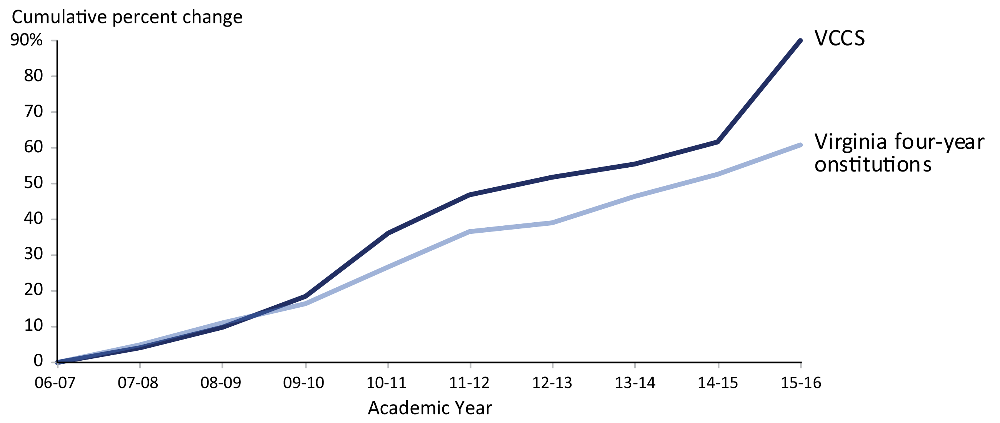 Cumulative percent change
90%
80
70
60
50
40
30
20
10
0
VCCS
Virginia four-year
onstitutions
06-07 07-08 08-09 09-10 10-11 11-12 12-13 13-14 14-15 15-16
Academic Year